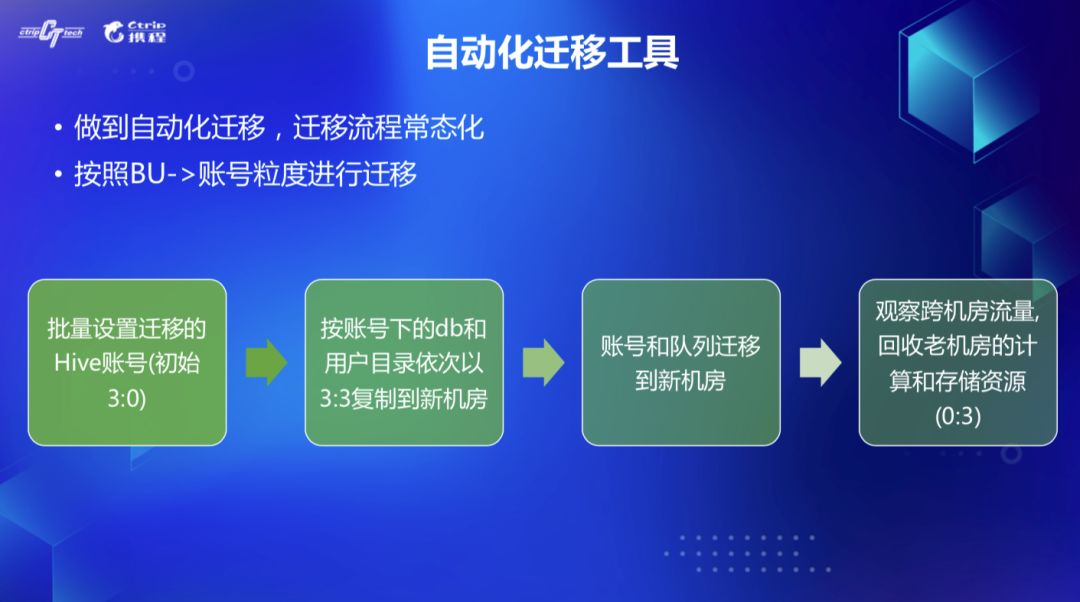 ctrip CT tech
Ctrip
携程
自动化迁移工具
• 做到自动化迁移，迁移流程常态化
• 按照BU->账号粒度进行迁移
批量设置迁移的
Hive账号(初始
3:0)
按账号下的db和
用户目录依次以
3:3复制到新机房
账号和队列迁移
到新机房
观察跨机房流量,
回收老机房的计
算和存储资源
(0:3)